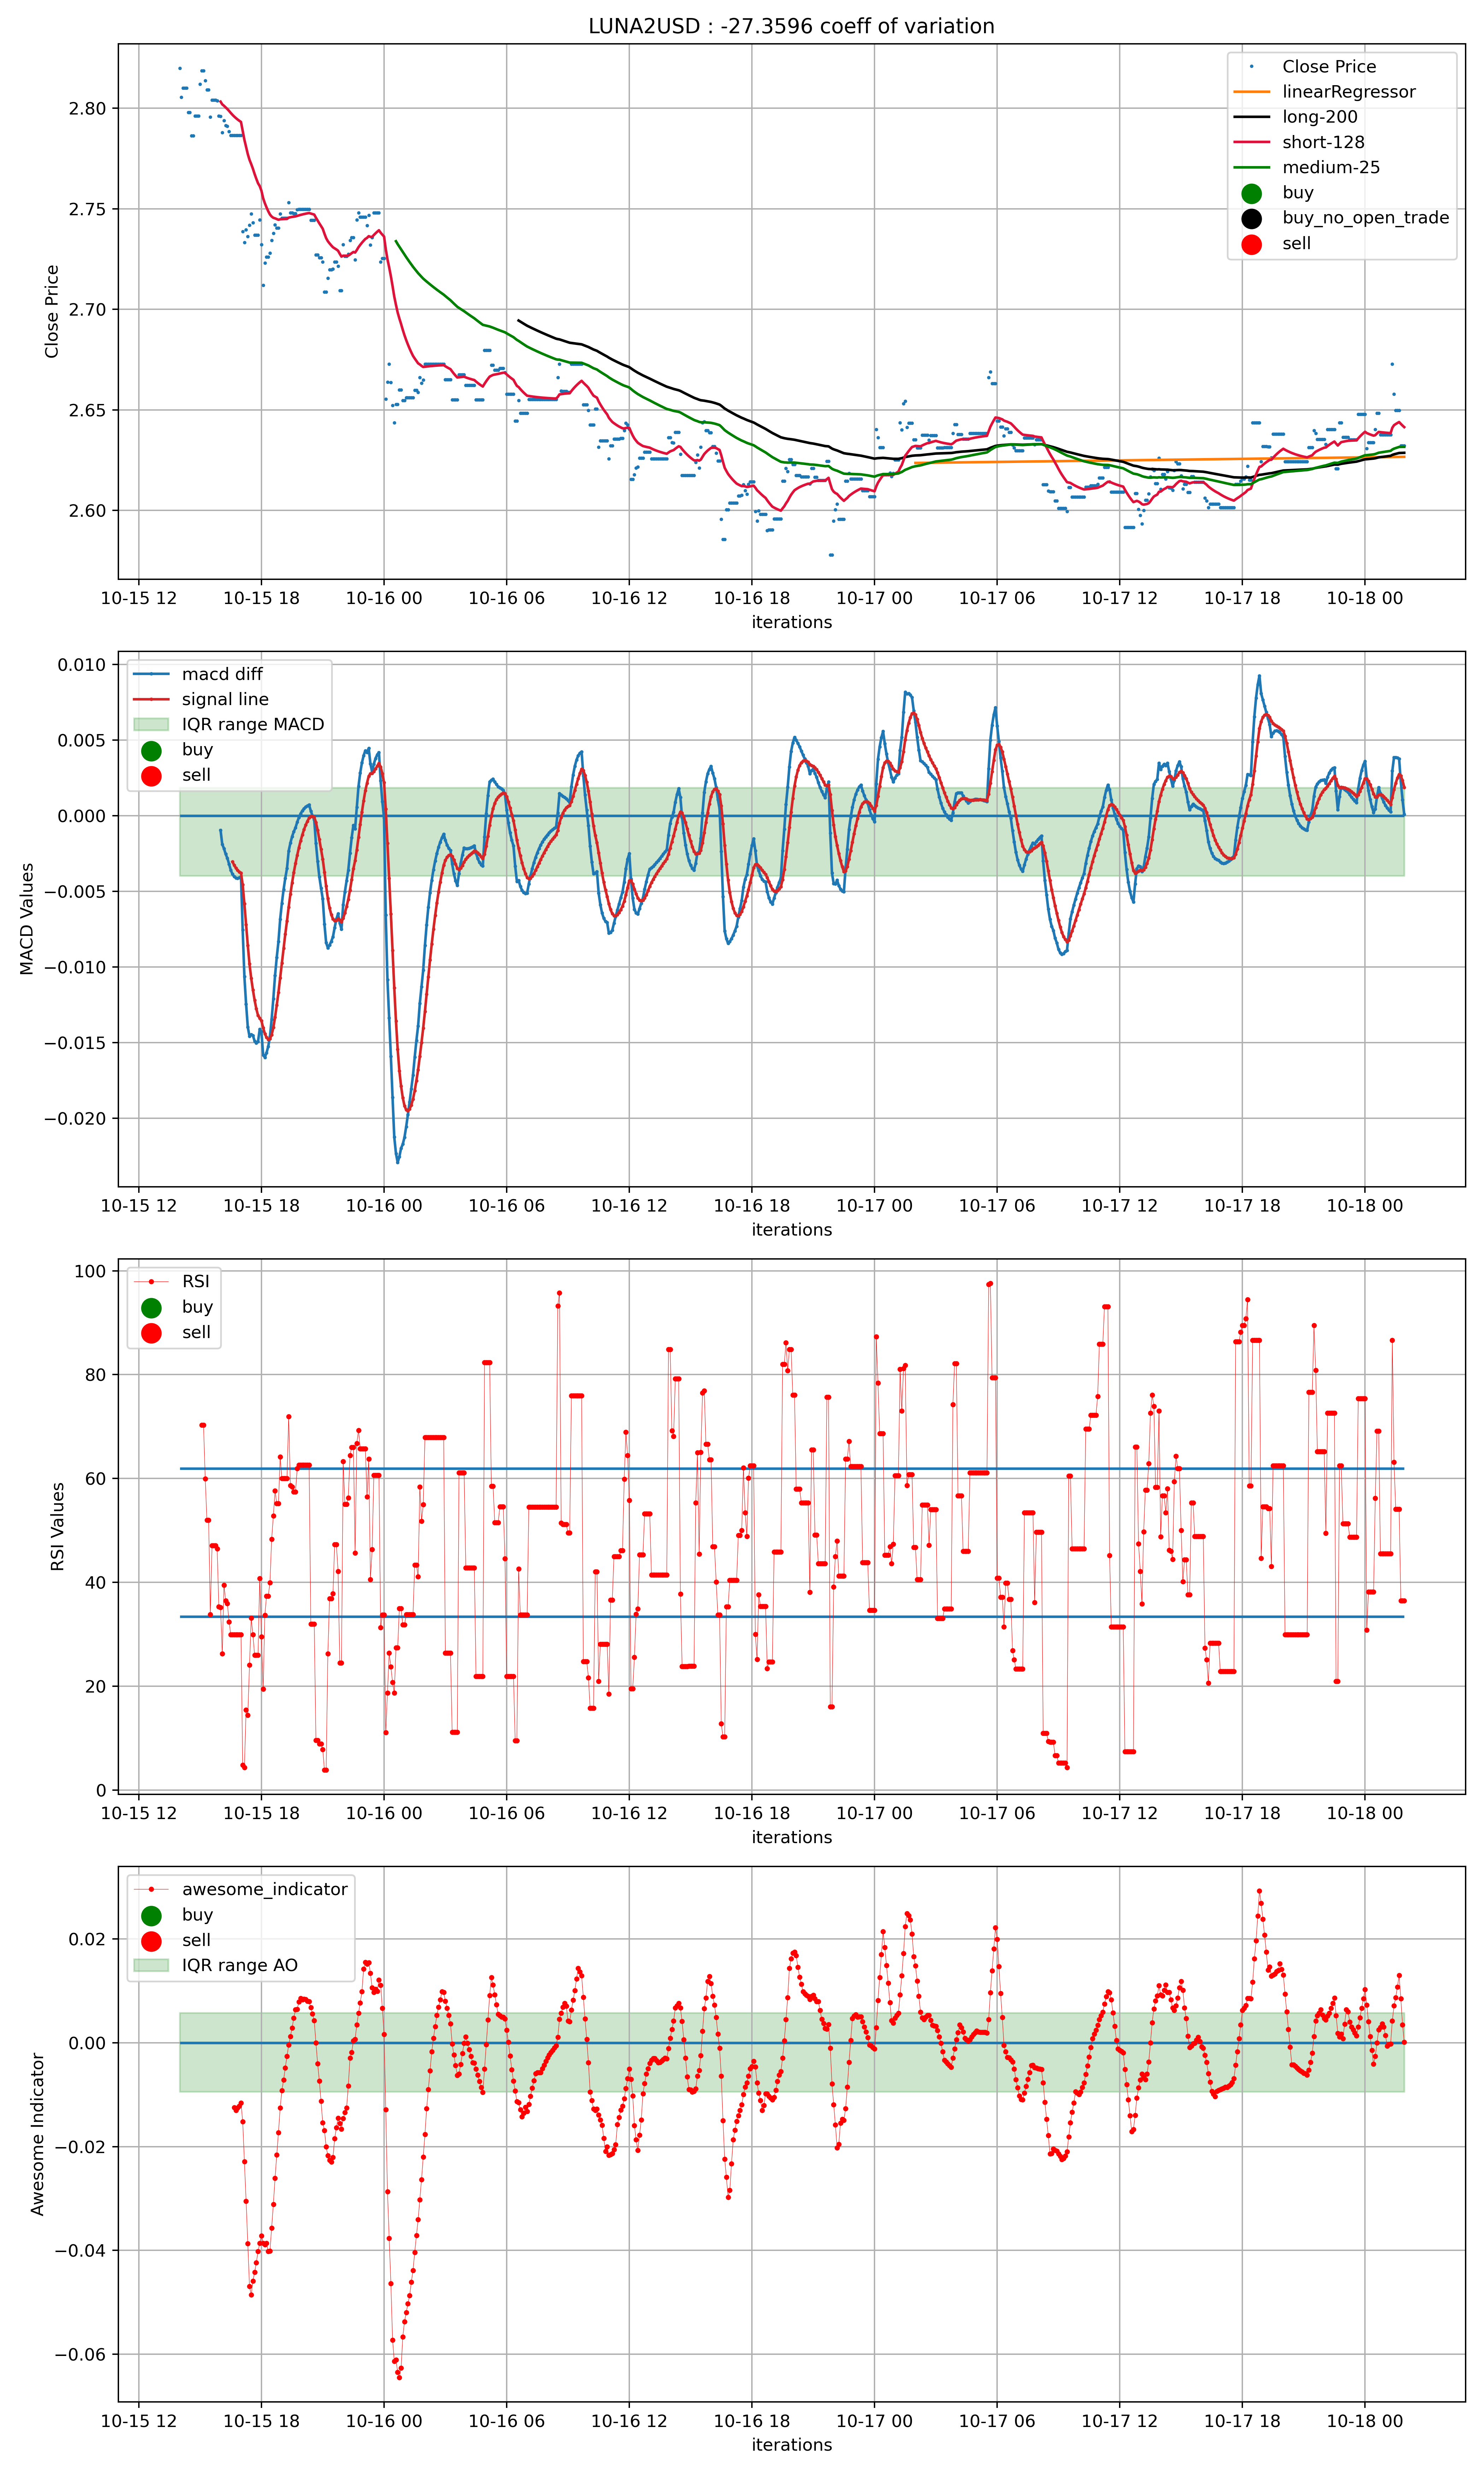 LUNA2USD : -27.3596 coeff of variation
Close Price
2.80
2.75
2.70
2.65
2.60
Close Price
linearRegressor
long-200
short-128
medium-25
buy
buy_no_open_trade
sell
10-15 12 10-15 18 10-16 00 10-16 06 10-16 12 10-16 18 10-17 00 10-17 06 10-17 12 10-17 18 10-18 00
iterations
MACD Values
0.010
0.005
0.000
−0.005
−0.010
−0.015
−0.020
macd diff
signal line
IQR range MACD
buy
sell
10-15 12 10-15 18 10-16 00 10-16 06 10-16 12 10-16 18 10-17 00 10-17 06 10-17 12 10-17 18 10-18 00
iterations
RSI Values
100
80
60
40
20
0
RSI
buy
sell
10-15 12 10-15 18 10-16 00 10-16 06 10-16 12 10-16 18 10-17 00 10-17 06 10-17 12 10-17 18 10-18 00
iterations
Awesome Indicator
0.02
0.00
−0.02
−0.04
−0.06
awesome_indicator
buy
sell
IQR range AO
10-15 12 10-15 18 10-16 00 10-16 06 10-16 12 10-16 18 10-17 00 10-17 06 10-17 12 10-17 18 10-18 00
iterations